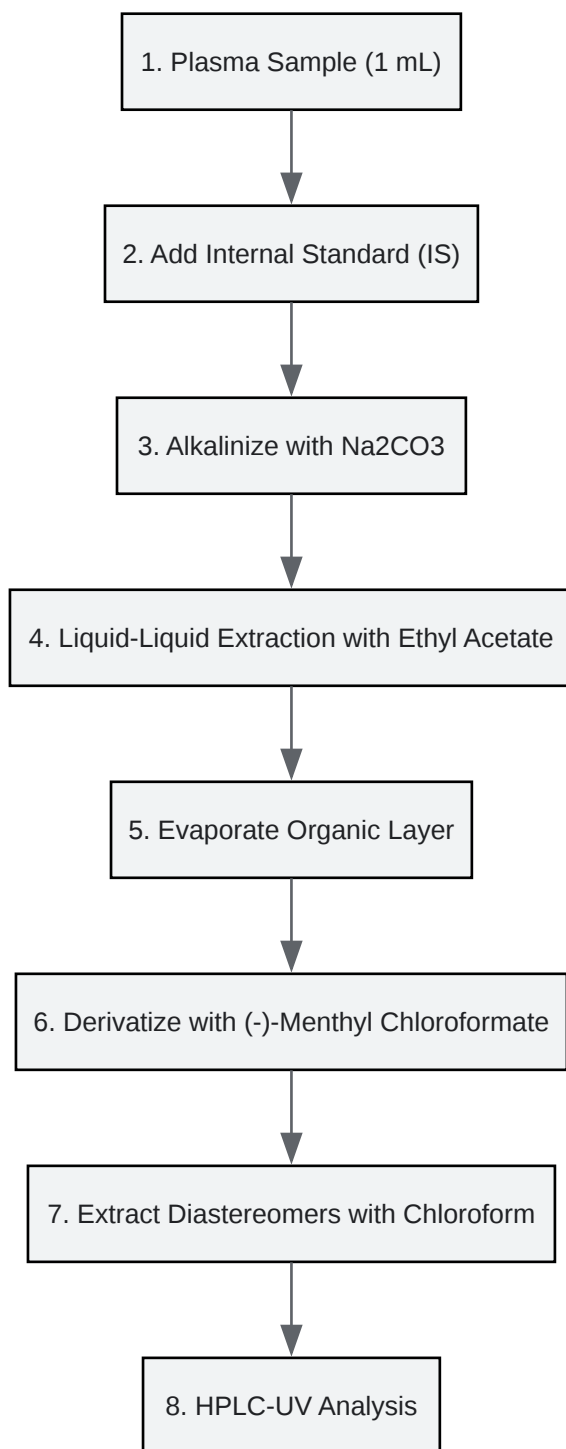 1. Plasma Sample (1 mL)
2. Add Internal Standard (IS)
3. Alkalinize with Na2CO3
4. Liquid-Liquid Extraction with Ethyl Acetate
5. Evaporate Organic Layer
6. Derivatize with (-)-Menthyl Chloroformate
7. Extract Diastereomers with Chloroform
8. HPLC-UV Analysis